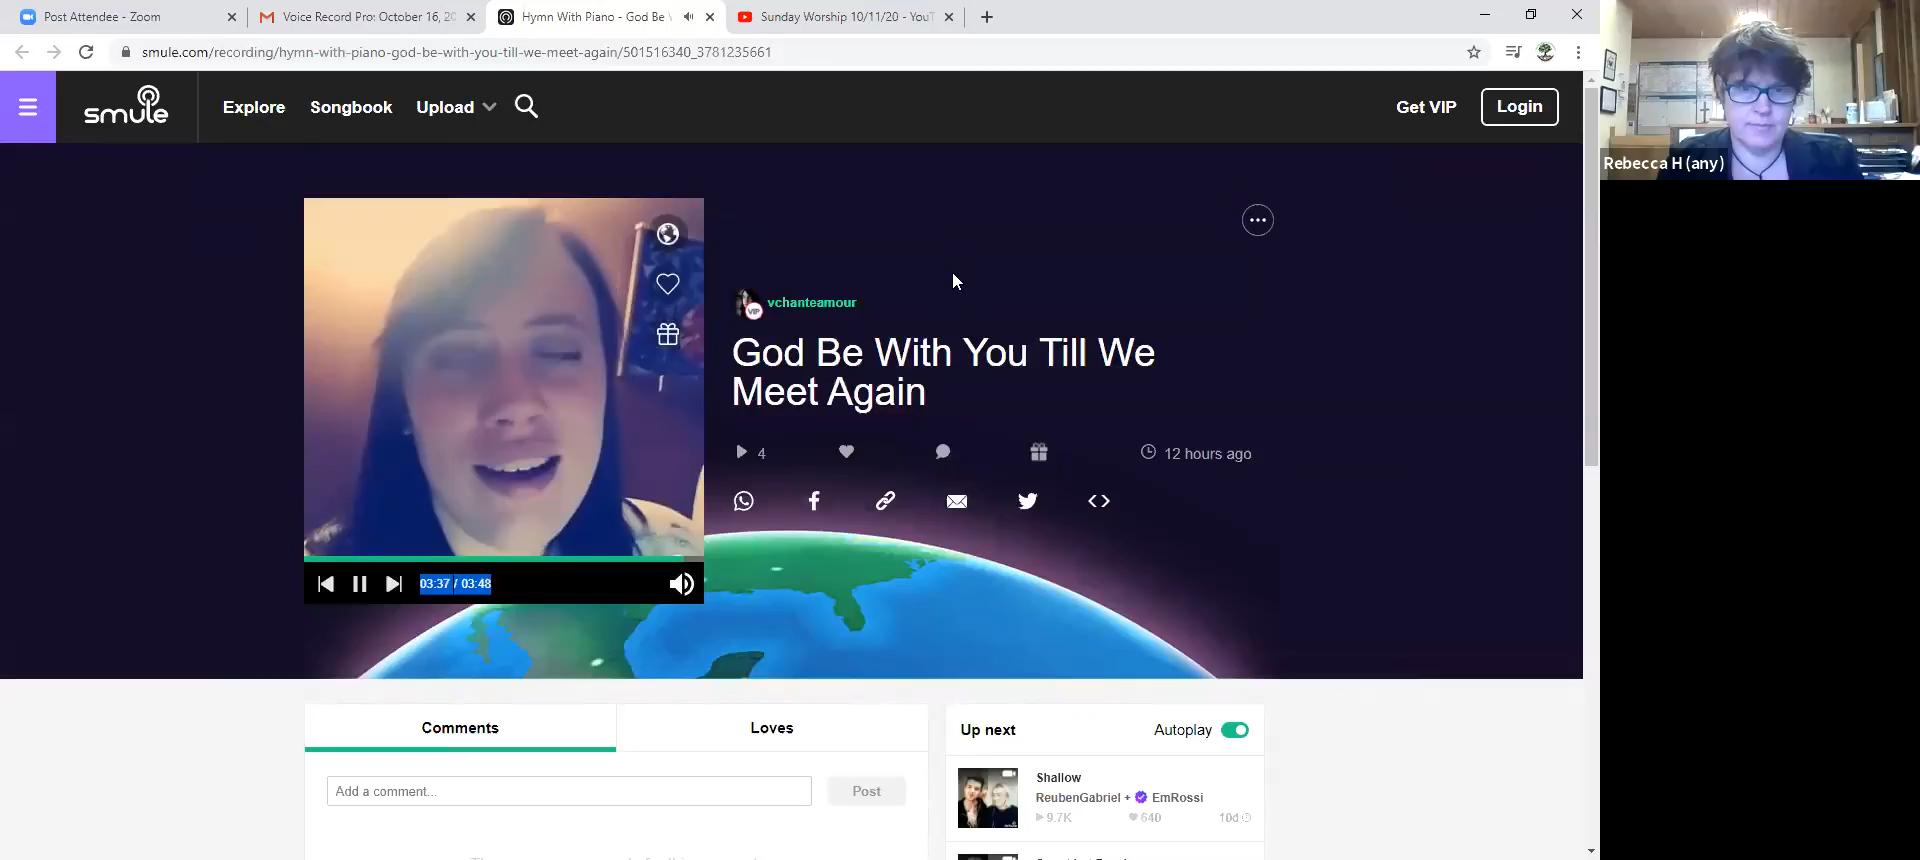 Post Attendee - Zoom
Voice Record Pro: October 16, 20
Hymn With Piano - God Be
Sunday Worship 10/11/20 - YouT
smule.com/recording/hymn-with-piano-god-be-with-you-till-we-meet-again/501516340_3781235661
smule
Explore
Songbook
Upload
Get VIP
Login
Rebecca H (any)
VIP
vchanteamour
God Be With You Till We
Meet Again
4
12 hours ago
03:37 / 03:48
Comments
Loves
Up next
Autoplay
Add a comment...
Post
Shallow
ReubenGabriel + EmRossi
9.7K
640
10d